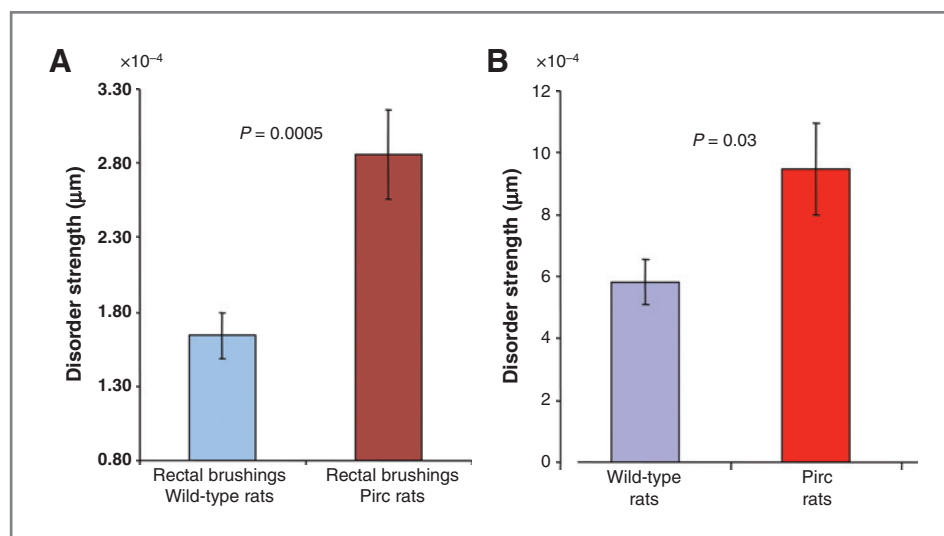 A
×10⁻⁴
Disorder strength (µm)
3.30
2.80
2.30
1.80
1.30
0.80
P = 0.0005
Rectal brushings
Wild-type rats
Rectal brushings
Pirc rats
B
×10⁻⁴
Disorder strength (µm)
12
10
8
6
4
2
0
P = 0.03
Wild-type
rats
Pirc
rats